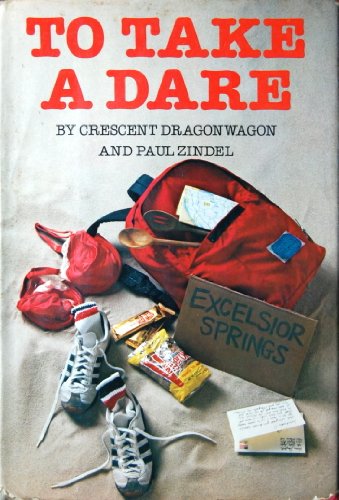 TO TAKE
A DARE
BY CRESCENT DRAGONWAGON
AND PAUL ZINDEL
EXCELSIOR
SPRINGS